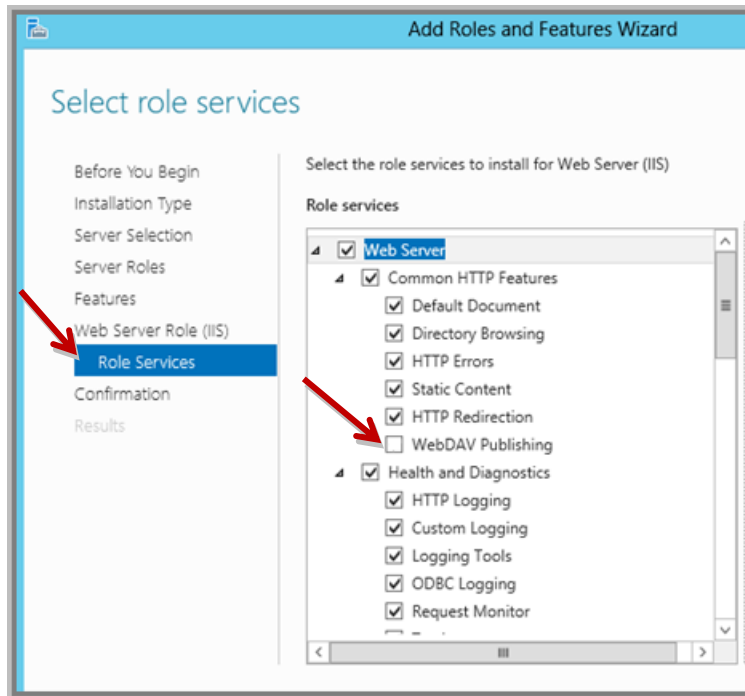 Add Roles and Features Wizard
Select role services
Before You Begin
Installation Type
Server Selection
Server Roles
Features
Web Server Role (IIS)
Role Services
Confirmation
Results
Select the role services to install for Web Server (IIS)
Role services
Web Server
Common HTTP Features
Default Document
Directory Browsing
HTTP Errors
Static Content
HTTP Redirection
WebDAV Publishing
Health and Diagnostics
HTTP Logging
Custom Logging
Logging Tools
ODBC Logging
Request Monitor